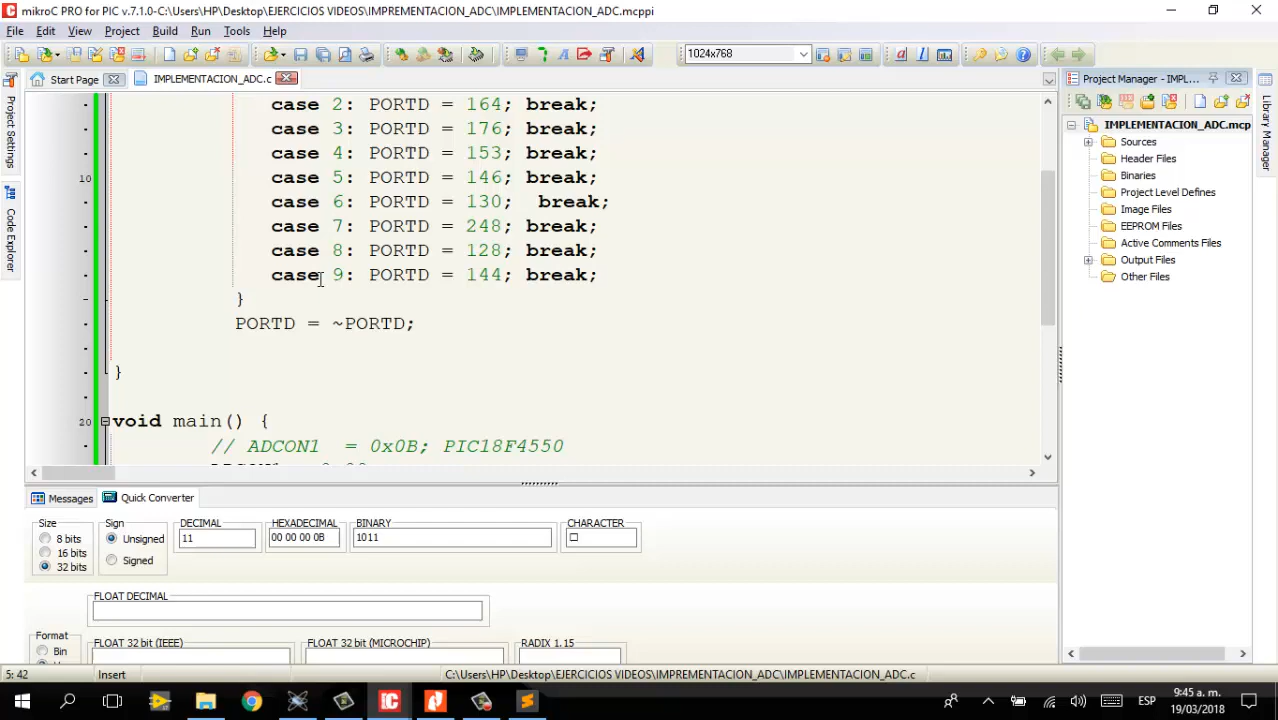 mikroC PRO for PIC v.7.1.0-C:\Users\HP\Desktop\EJERCICIOS VIDEOS\IMPREMENTACION_ADC\IMPLEMENTACION_ADC.mcppi
File Edit View Project Build Run Tools Help
1024x768
Start Page
IMPLEMENTACION_ADC.c
Project Manager - IMPL...
Project Settings
Code Explorer
Library Manager
case 2: PORTD = 164; break;
case 3: PORTD = 176; break;
case 4: PORTD = 153; break;
10
case 5: PORTD = 146; break;
case 6: PORTD = 130;  break;
case 7: PORTD = 248; break;
case 8: PORTD = 128; break;
case 9: PORTD = 144; break;
}
PORTD = ~PORTD;
}
20
void main() {
// ADCON1  = 0x0B; PIC18F4550
IMPLEMENTACION_ADC.mcp
Sources
Header Files
Binaries
Project Level Defines
Image Files
EEPROM Files
Active Comments Files
Output Files
Other Files
Messages
Quick Converter
Size
8 bits
16 bits
32 bits
Sign
Unsigned
Signed
DECIMAL
11
HEXADECIMAL
00 00 00 0B
BINARY
1011
CHARACTER
FLOAT DECIMAL
Format
Bin
FLOAT 32 bit (IEEE)
FLOAT 32 bit (MICROCHIP)
RADIX 1.15
5: 42
Insert
C:\Users\HP\Desktop\EJERCICIOS VIDEOS\IMPREMENTACION_ADC\IMPLEMENTACION_ADC.c
ESP
9:45 a. m.
19/03/2018